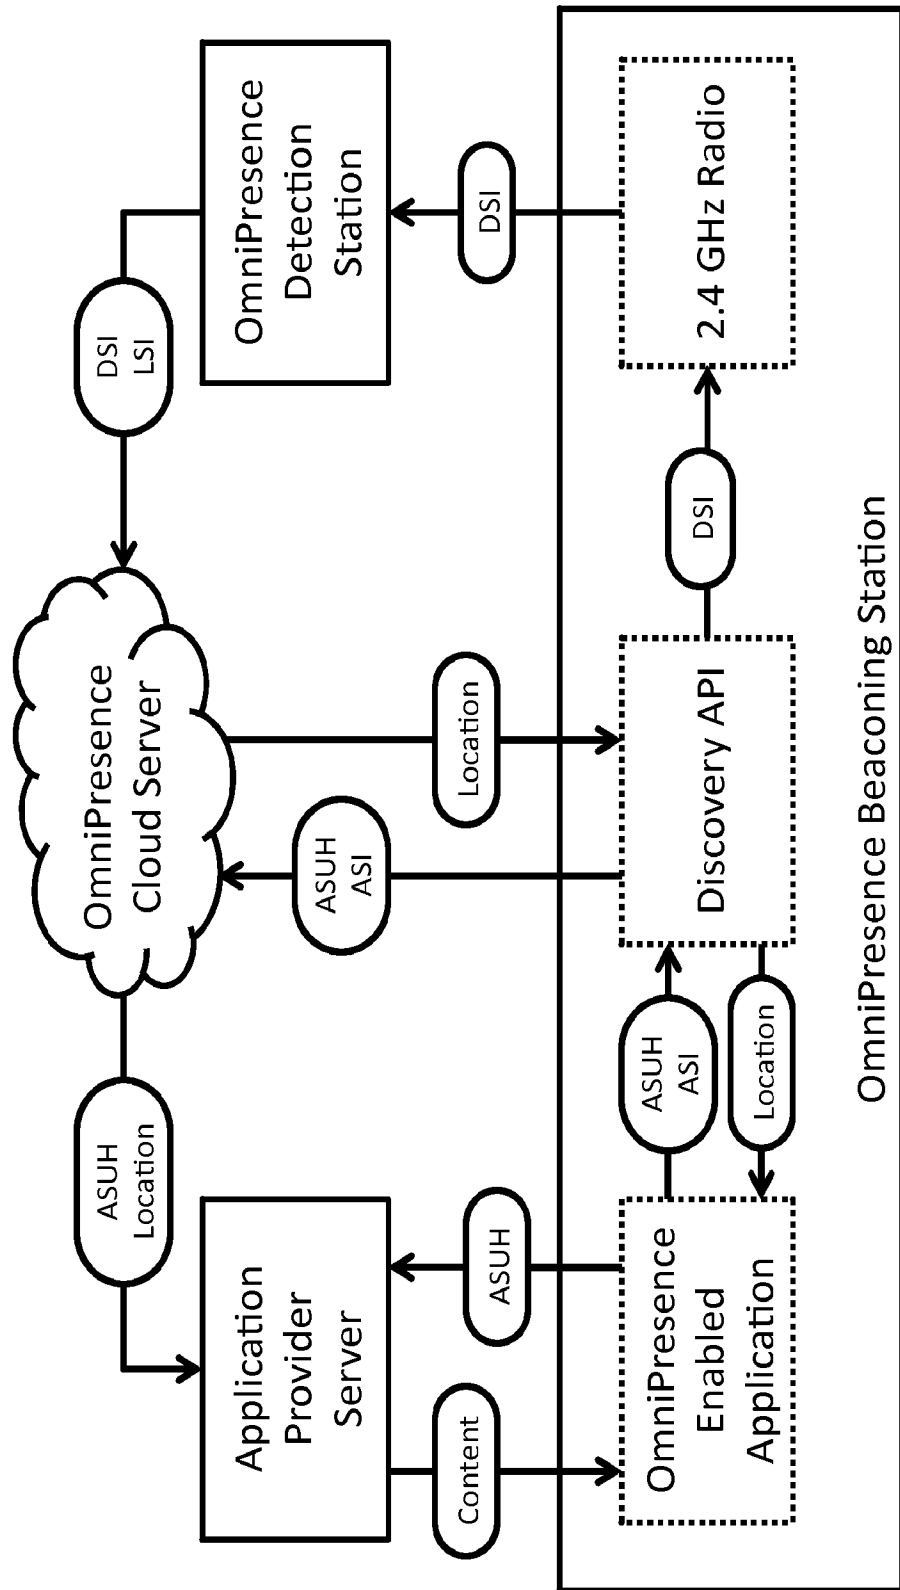 OmniPresence
Cloud Server
ASUH
Location
DSI
LSI
Application
Provider
Server
OmniPresence
Detection
Station
Content
ASUH
ASUH
ASI
Location
DSI
OmniPresence
Enabled
Application
ASUH
ASI
Location
Discovery API
DSI
2.4 GHz Radio
OmniPresence Beaconing Station